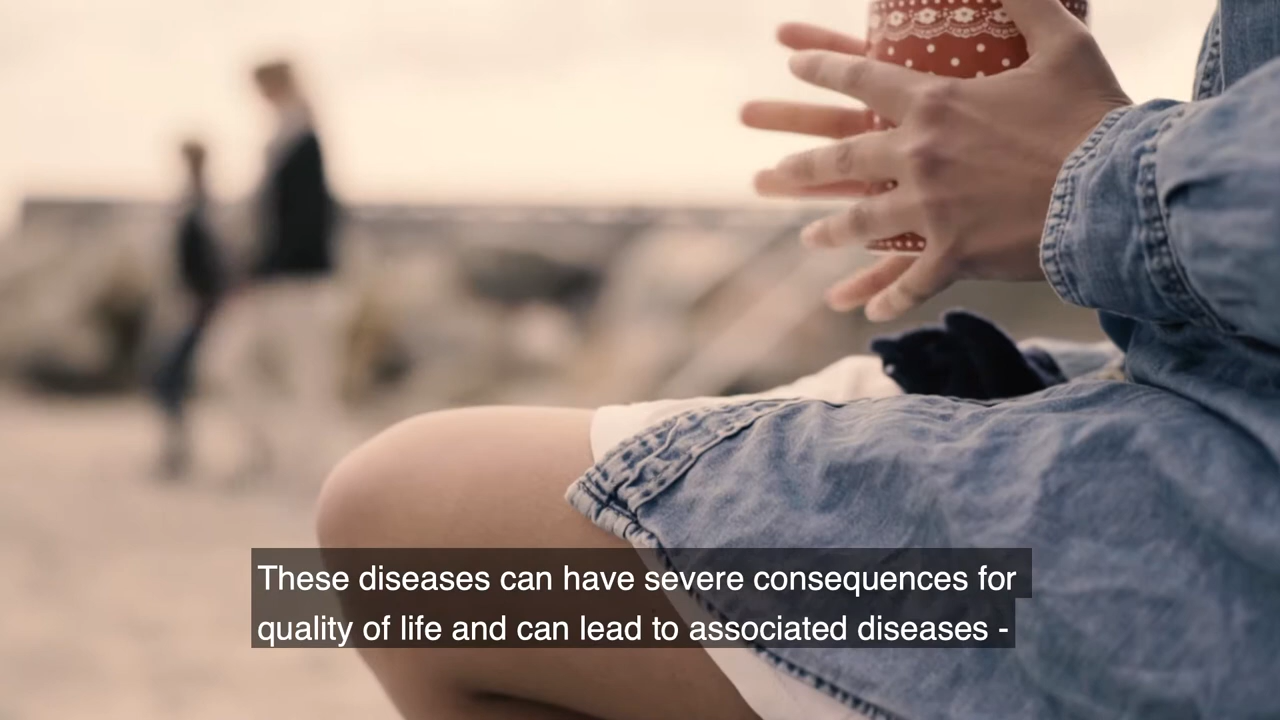 These diseases can have severe consequences for
quality of life and can lead to associated diseases -